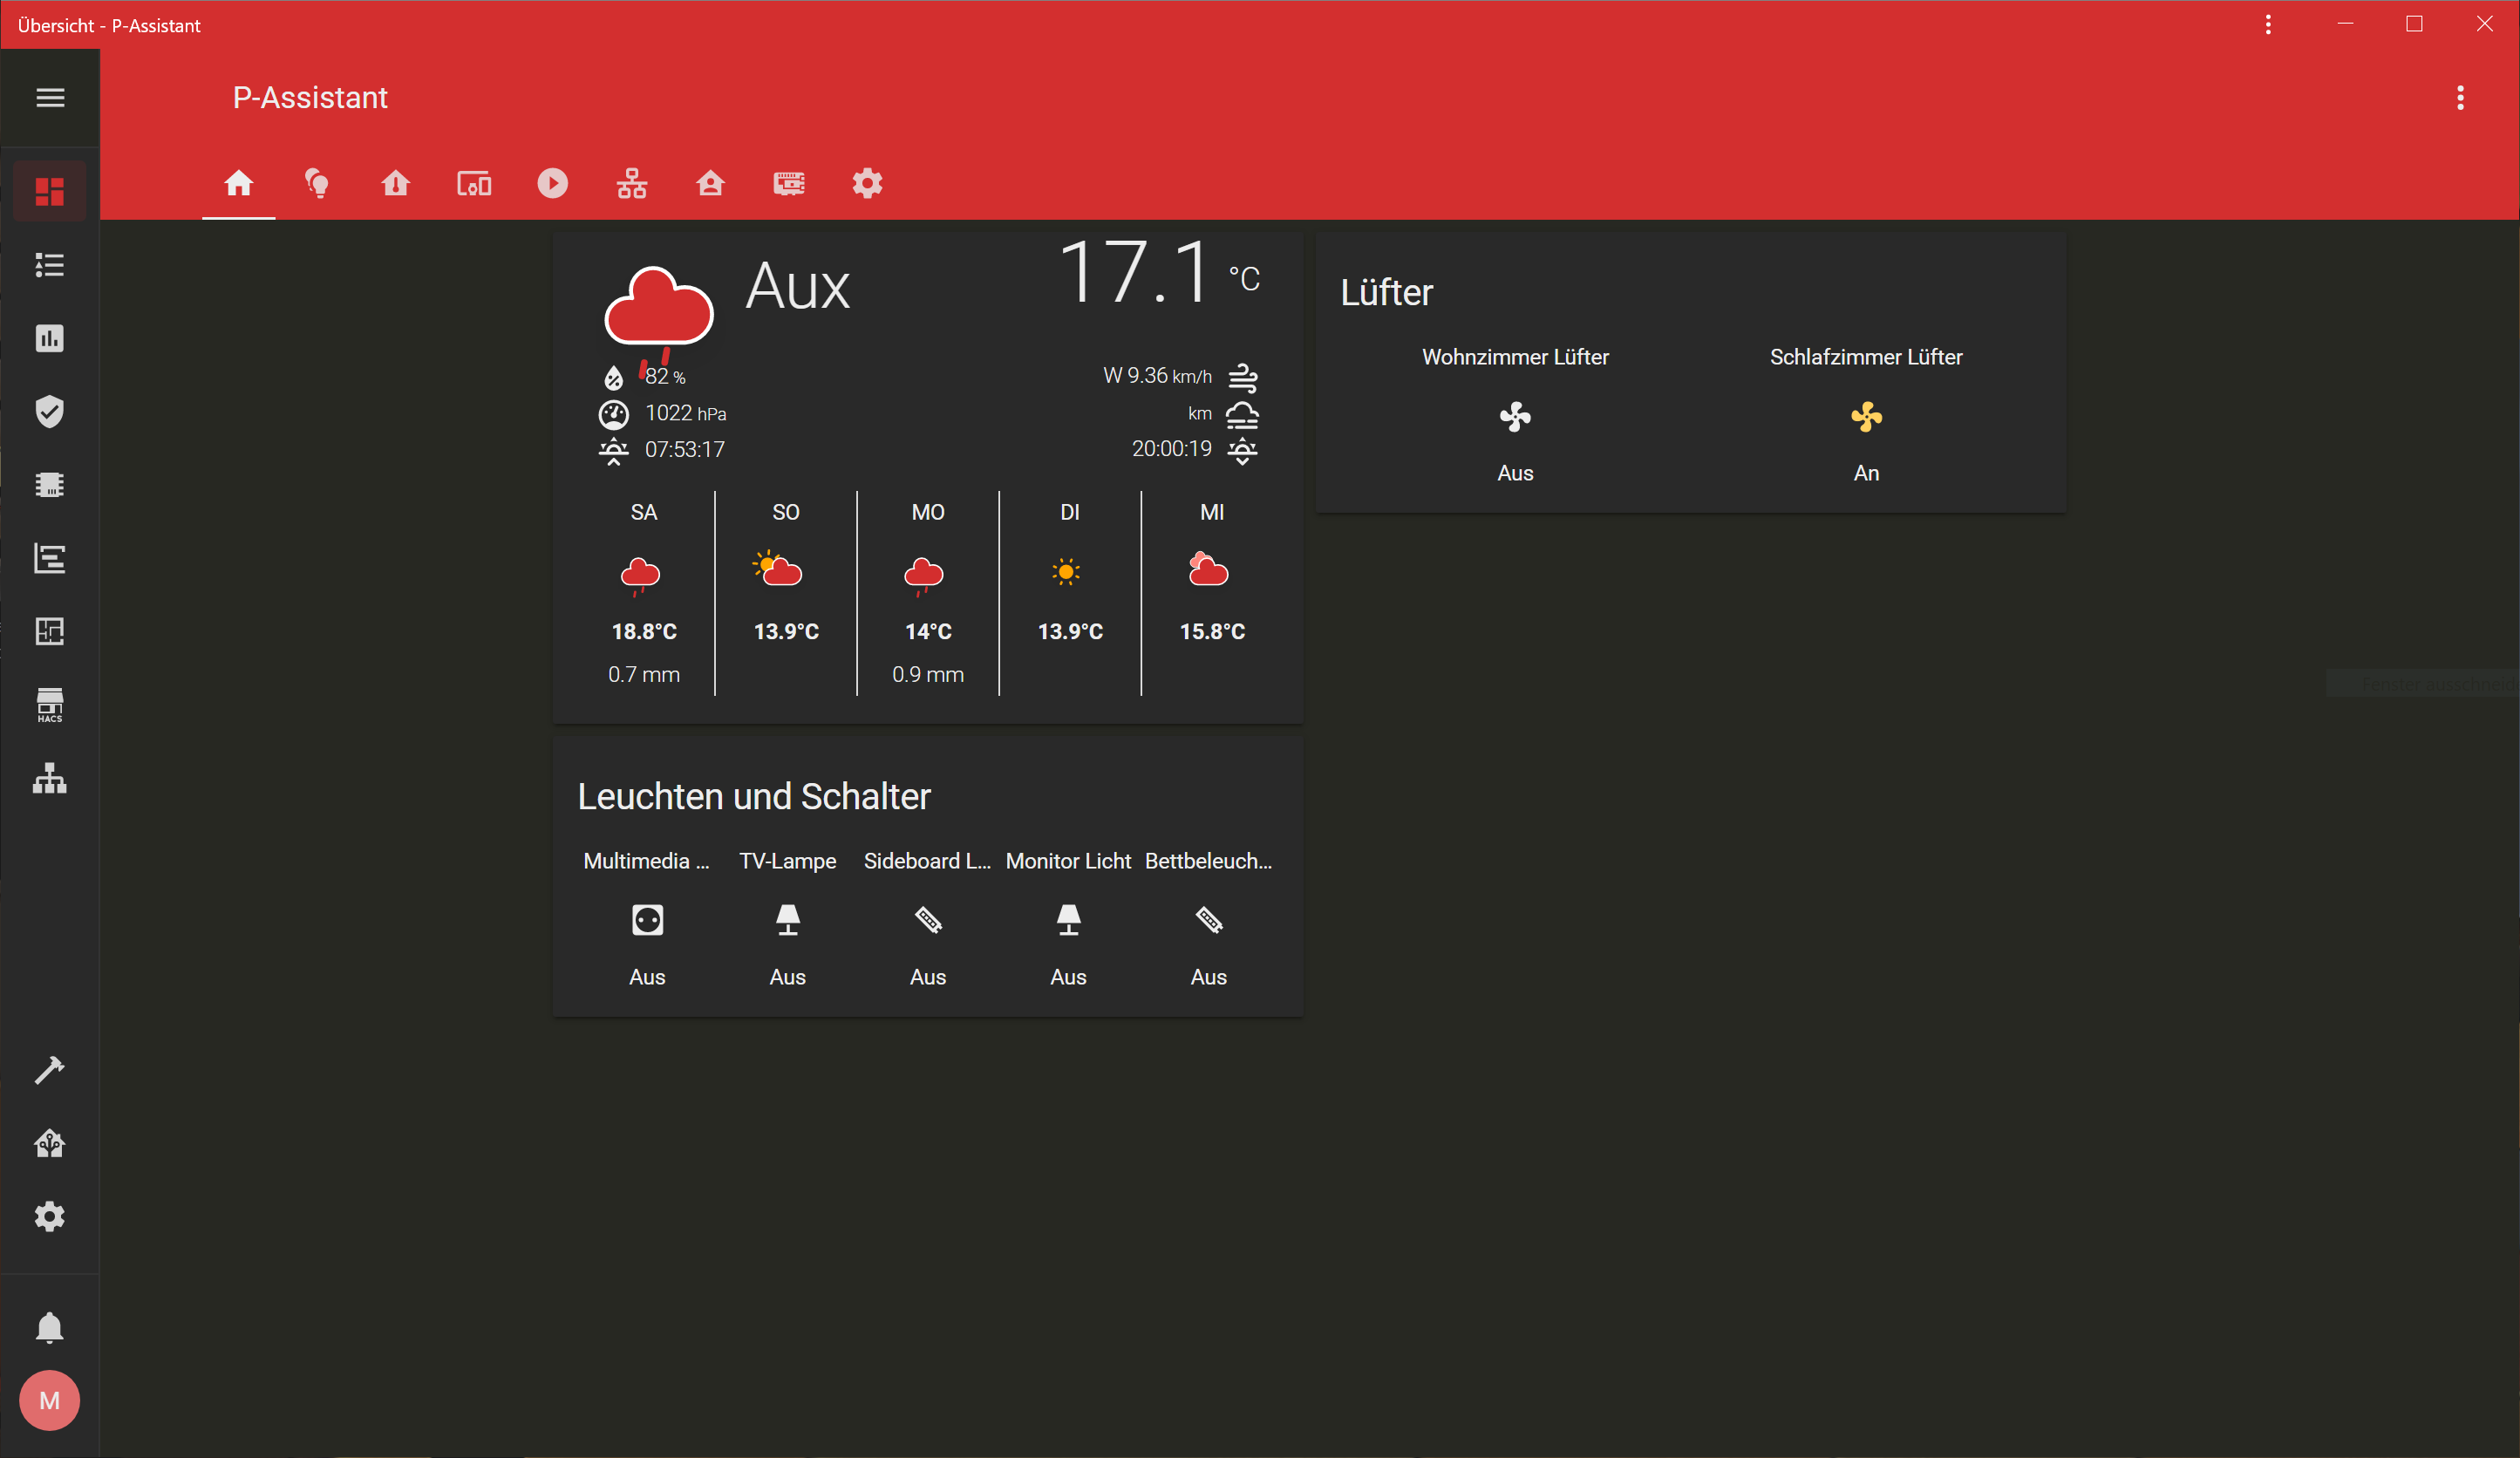 Übersicht - P-Assistant
P-Assistant
Aux
17.1 °C
82 %
W 9.36 km/h
1022 hPa
km
07:53:17
20:00:19
SA SO MO DI MI
18.8°C 13.9°C 14°C 13.9°C 15.8°C
0.7 mm 0.9 mm
Lüfter
Wohnzimmer Lüfter Schlafzimmer Lüfter
Aus An
Leuchten und Schalter
Multimedia ... TV-Lampe Sideboard L... Monitor Licht Bettbeleuch...
Aus Aus Aus Aus Aus
HACS
Fenster ausschneide
M